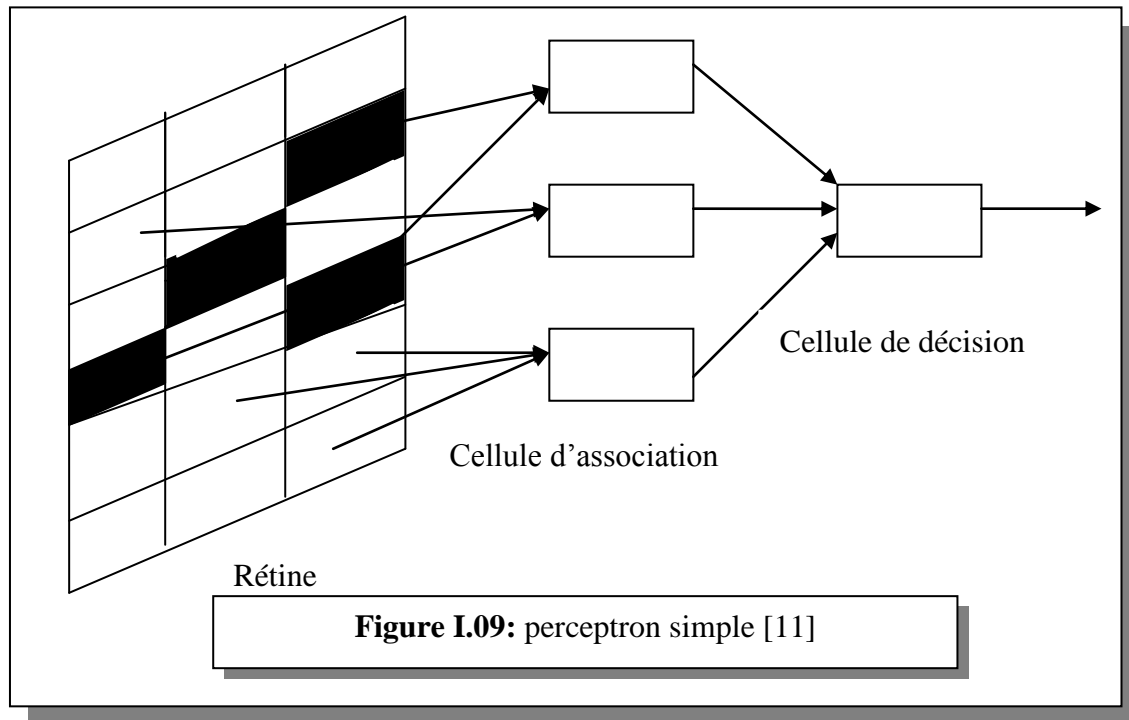 Cellule de décision
Cellule d’association
Rétine
Figure I.09: perceptron simple [11]